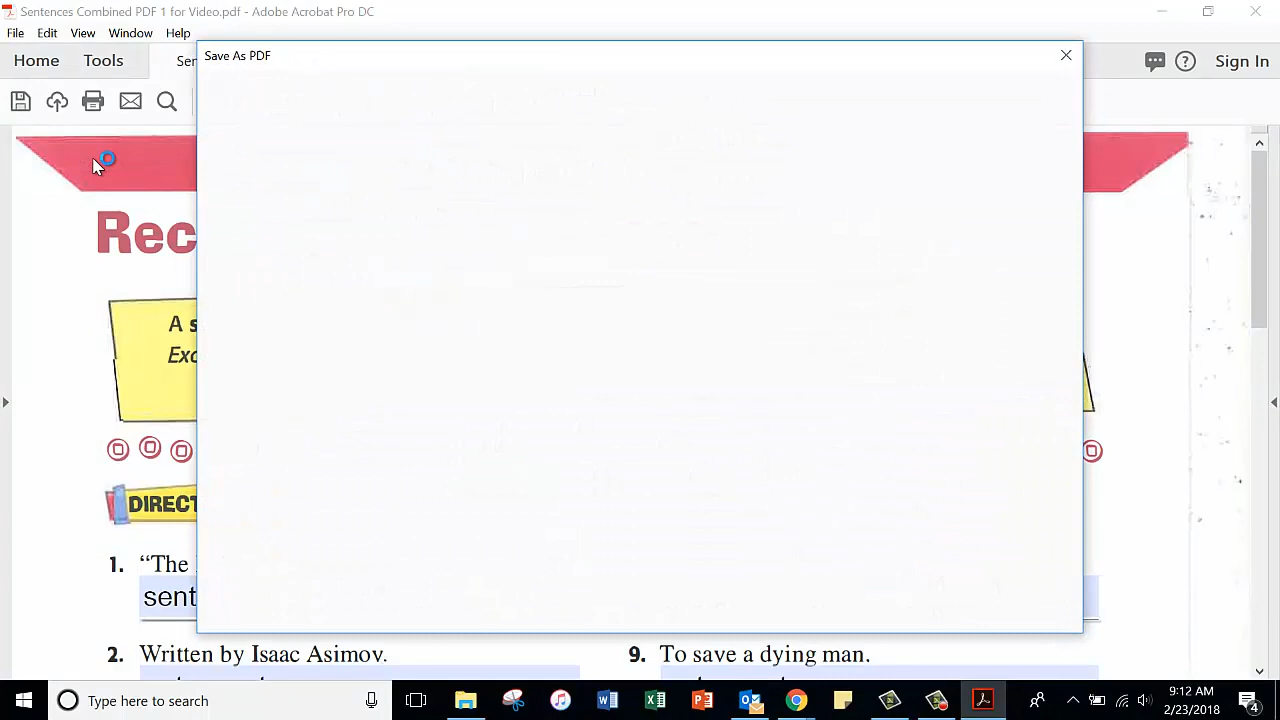 Sentences Combined PDF 1 for Video.pdf - Adobe Acrobat Pro DC
File Edit View Window Help
Save As PDF
Home Tools Sen
Sign In
Rec
A s
Exc
DIRECT
1. “The
sent
2. Written by Isaac Asimov.
9. To save a dying man.
Type here to search
9:12 AM
2/23/2018
4